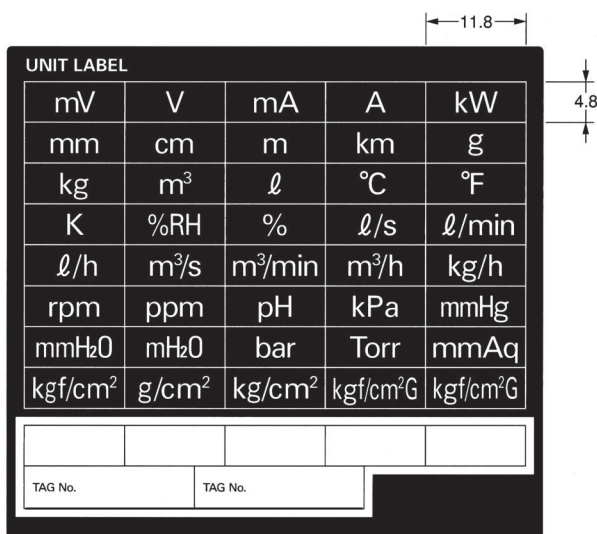 11.8
UNIT LABEL
4.8
mV V mA A kW
mm cm m km g
kg m³ ℓ °C °F
K %RH % ℓ/s ℓ/min
ℓ/h m³/s m³/min m³/h kg/h
rpm ppm pH kPa mmHg
mmH₂O mH₂O bar Torr mmAq
kgf/cm² g/cm² kg/cm² kgf/cm²G kgf/cm²G
TAG No. TAG No.